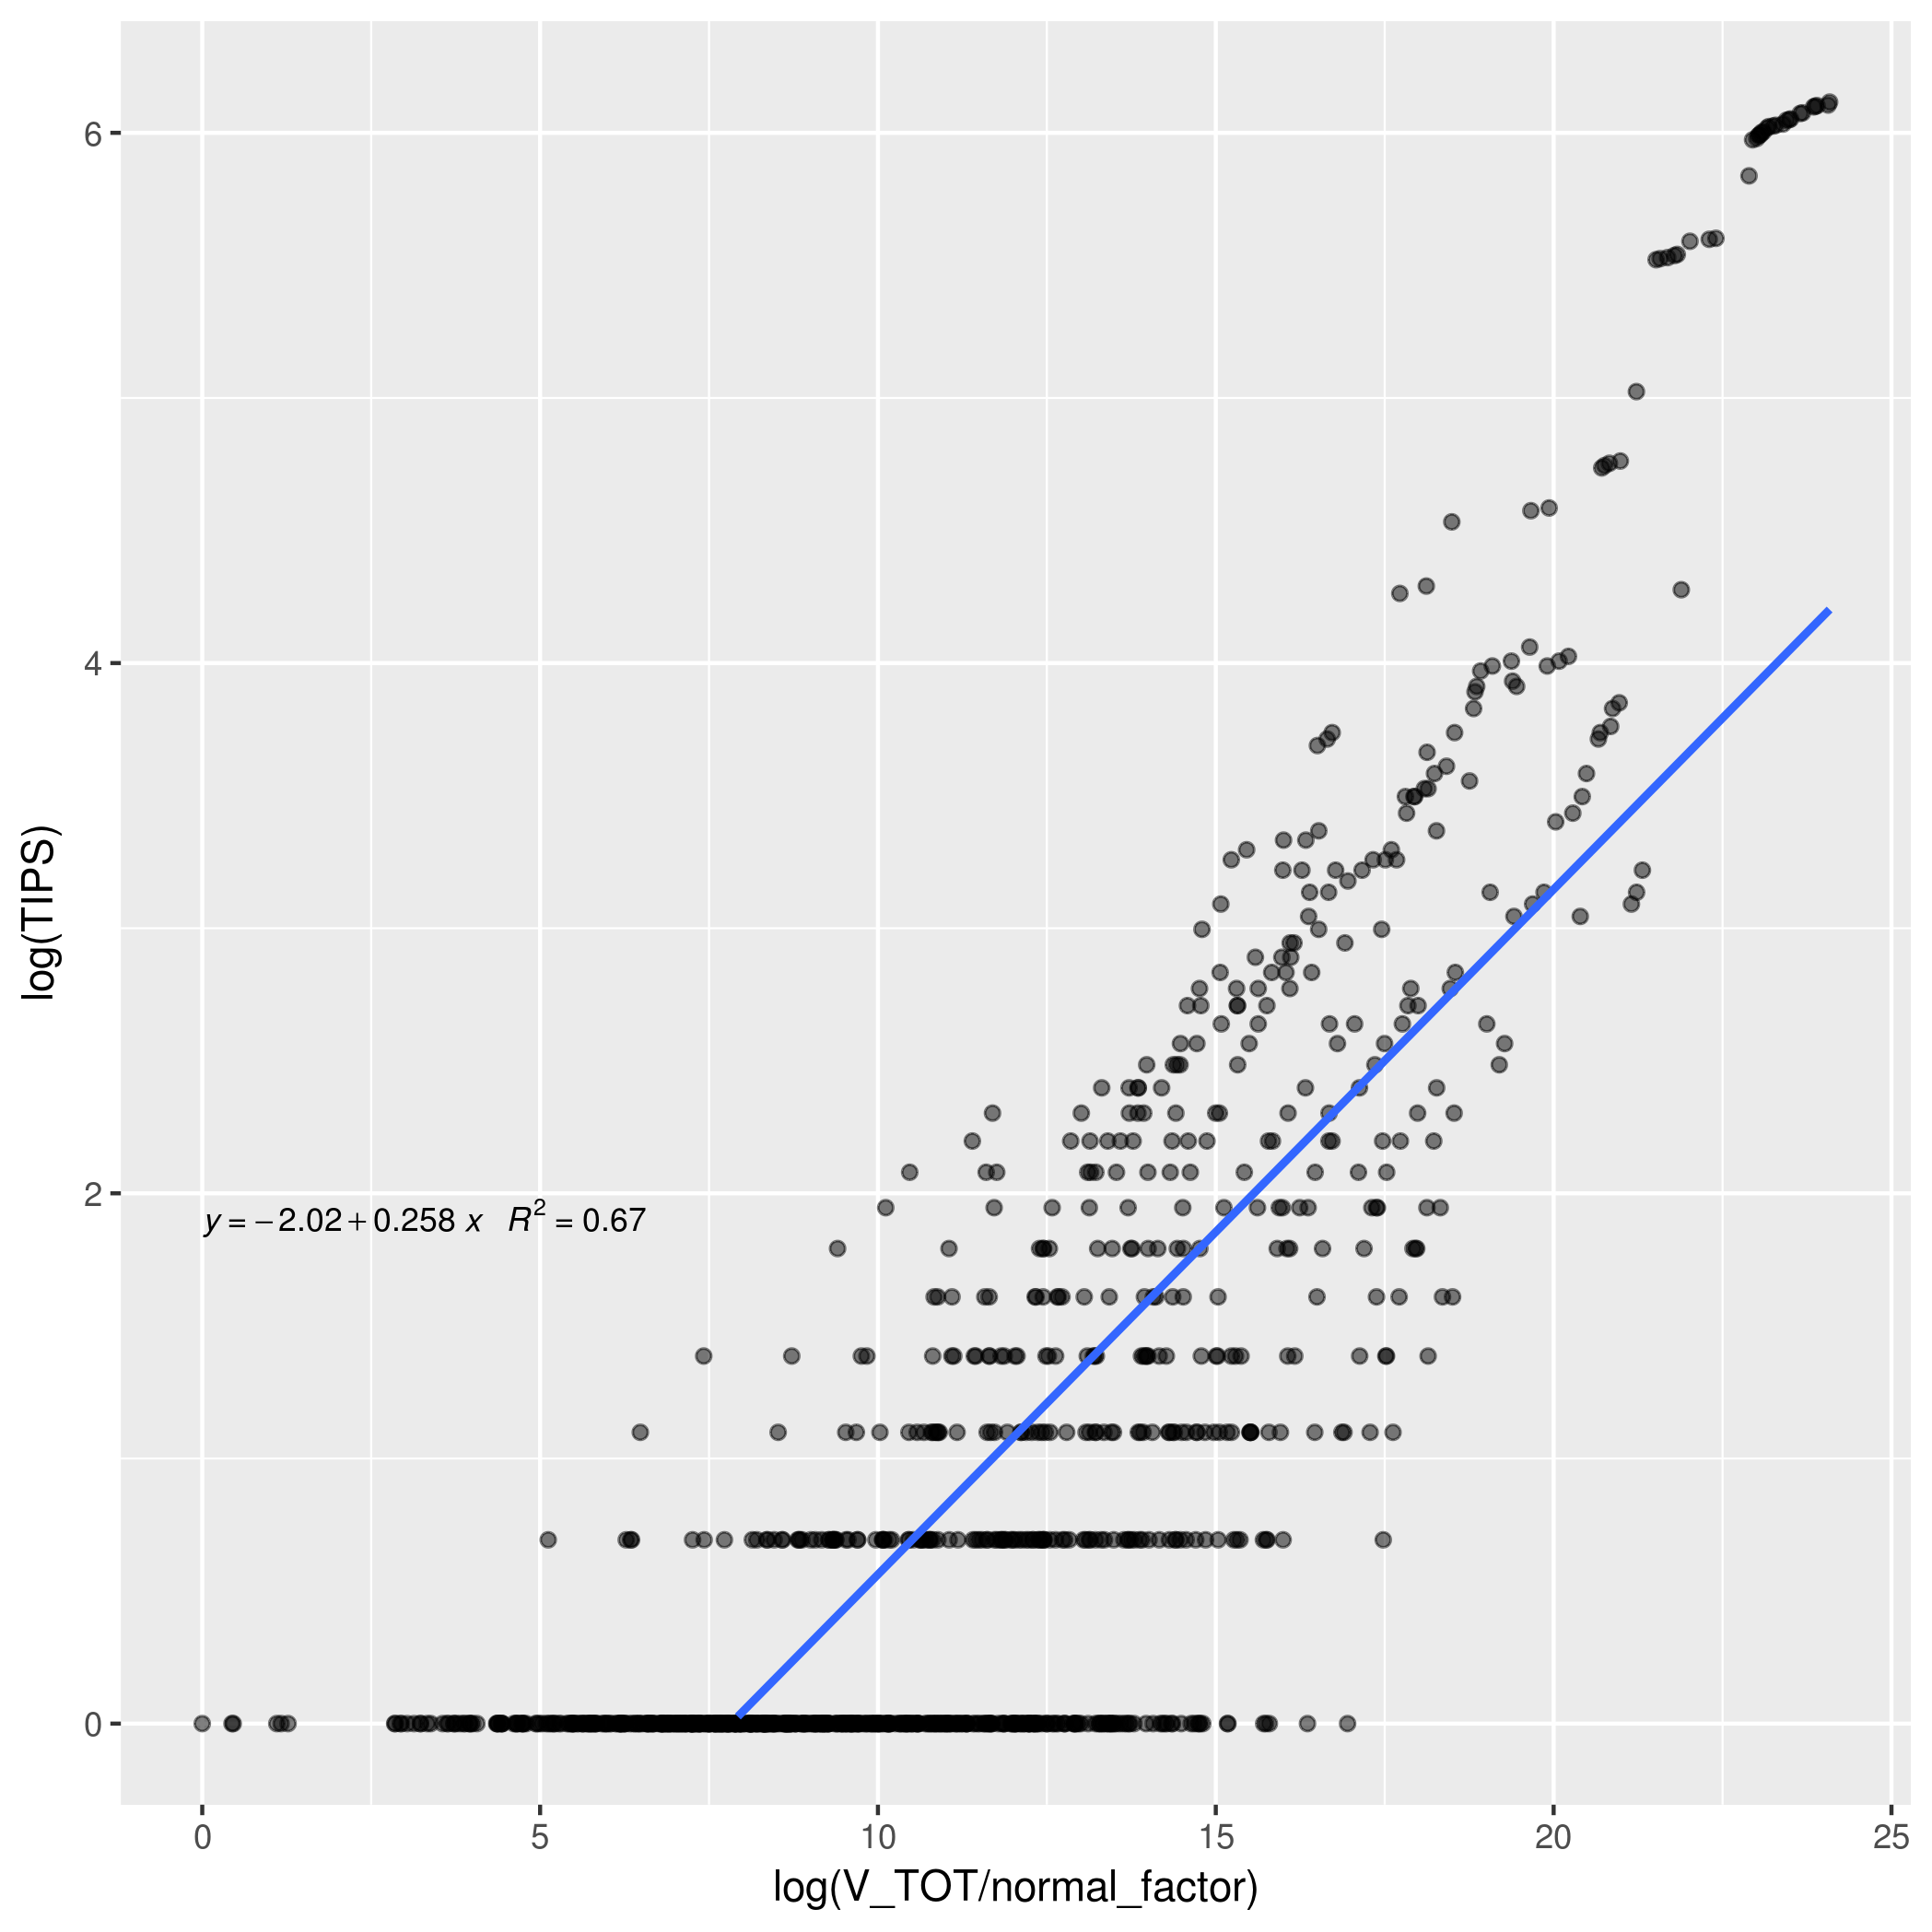 6
4
2
0
log(TIPS)
y = −2.02+0.258 x R² = 0.67
0 5 10 15 20 25
log(V_TOT/normal_factor)